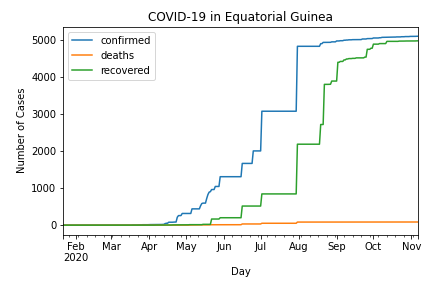 COVID-19 in Equatorial Guinea
confirmed
deaths
recovered
Number of Cases
5000
4000
3000
2000
1000
0
Feb Mar Apr May Jun Jul Aug Sep Oct Nov
2020
Day